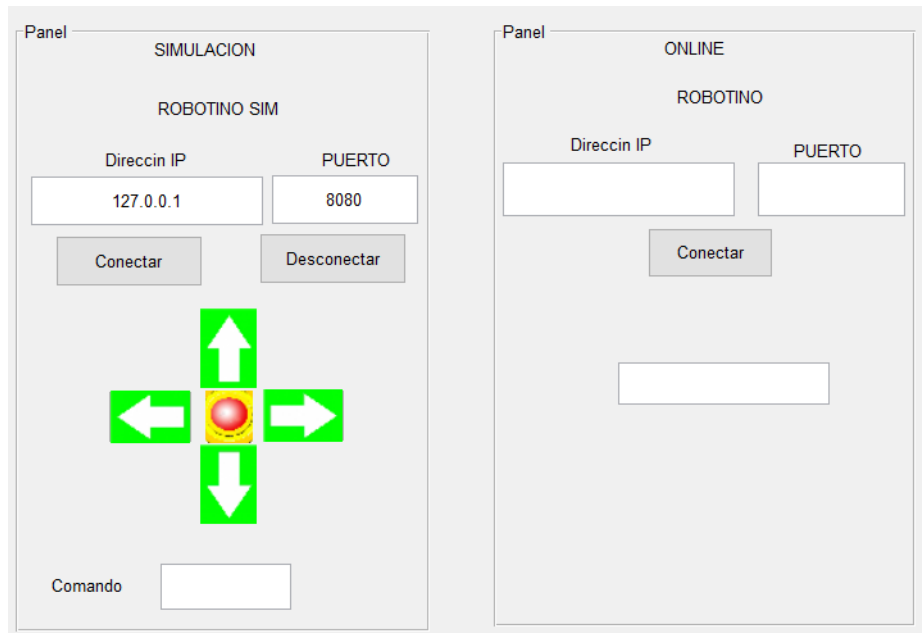 Panel
SIMULACION
ROBOTINO SIM
Direccin IP
PUERTO
127.0.0.1
8080
Conectar
Desconectar
Comando
Panel
ONLINE
ROBOTINO
Direccin IP
PUERTO
Conectar